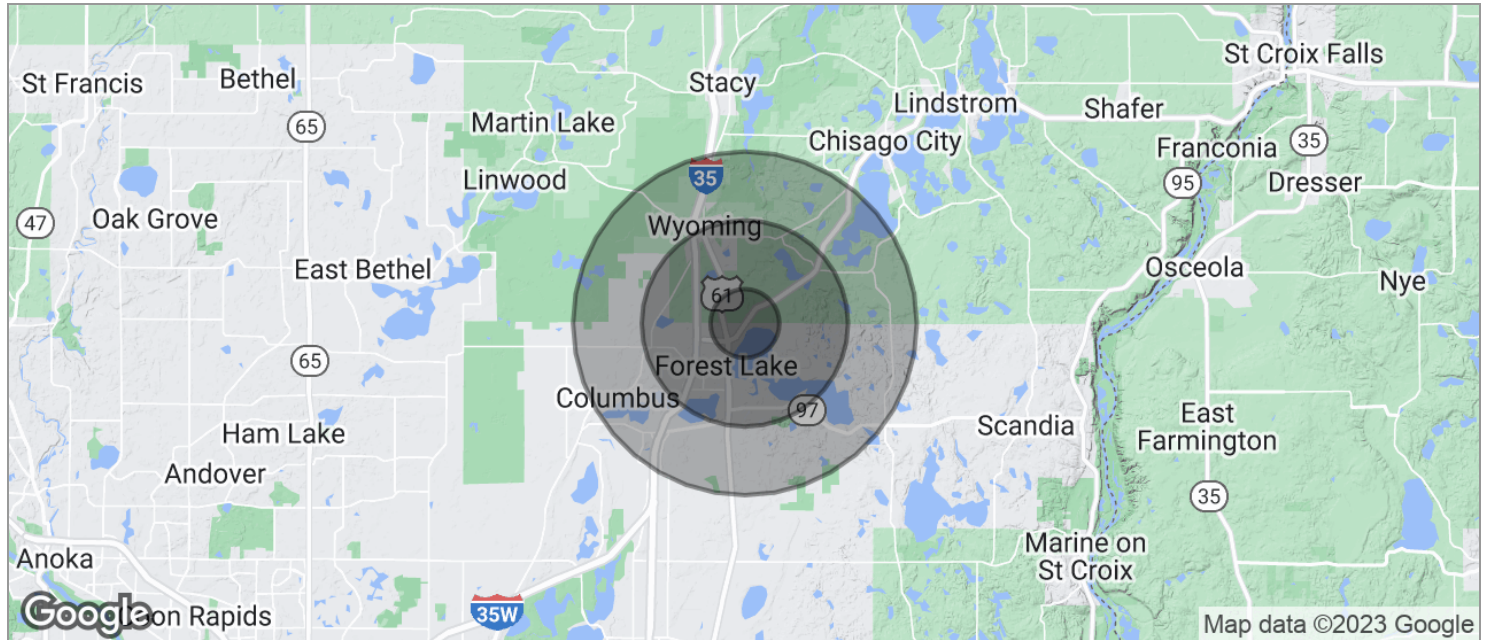 St Croix Falls
St Francis
Bethel
Stacy
Lindstrom
Shafer
65
Martin Lake
Chisago City
Franconia
35
35
Linwood
95
Dresser
47
Oak Grove
Wyoming
East Bethel
Osceola
Nye
61
65
Forest Lake
Columbus
97
Ham Lake
Scandia
East
Farmington
Andover
35
Marine on
St Croix
Anoka
35W
Google
Coon Rapids
Map data ©2023 Google